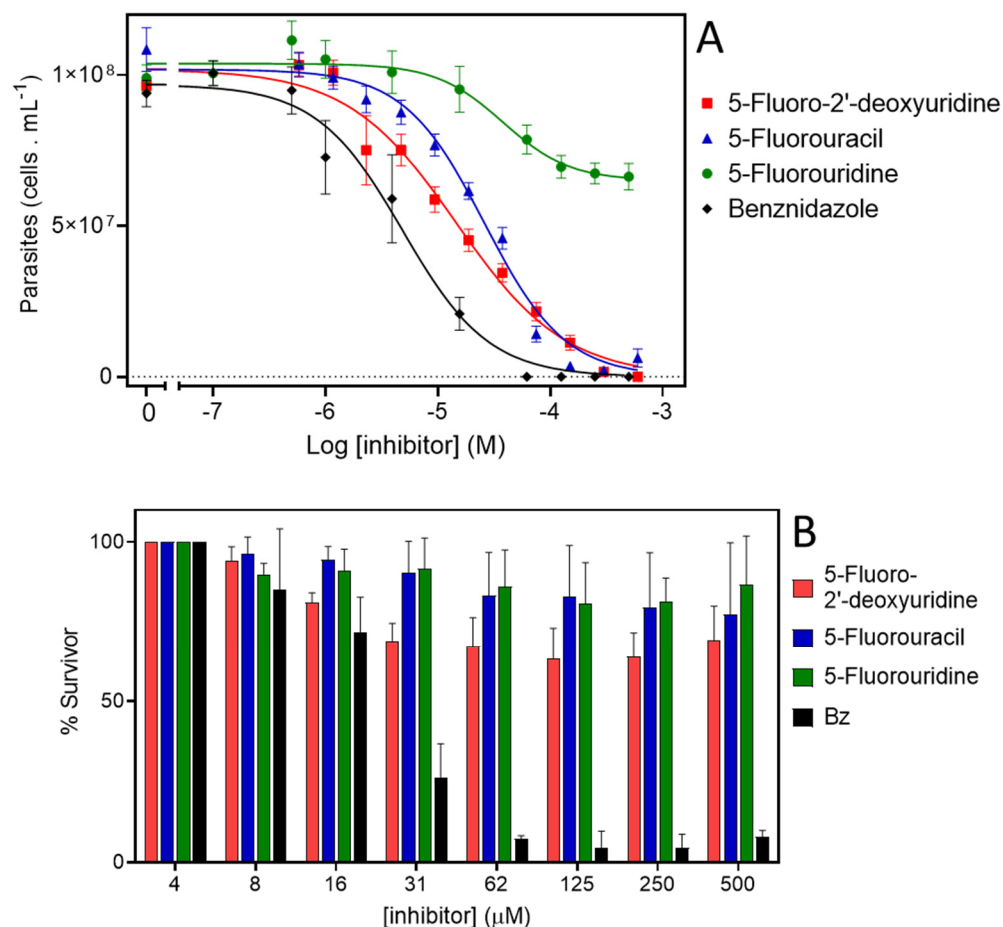 A
1×10⁸
5×10⁷
0
Parasites (cells . mL⁻¹)
0 -7 -6 -5 -4 -3
Log [inhibitor] (M)
5-Fluoro-2'-deoxyuridine
5-Fluorouracil
5-Fluorouridine
Benznidazole
B
100
50
0
% Survivor
4 8 16 31 62 125 250 500
[inhibitor] (μM)
5-Fluoro-
2'-deoxyuridine
5-Fluorouracil
5-Fluorouridine
Bz